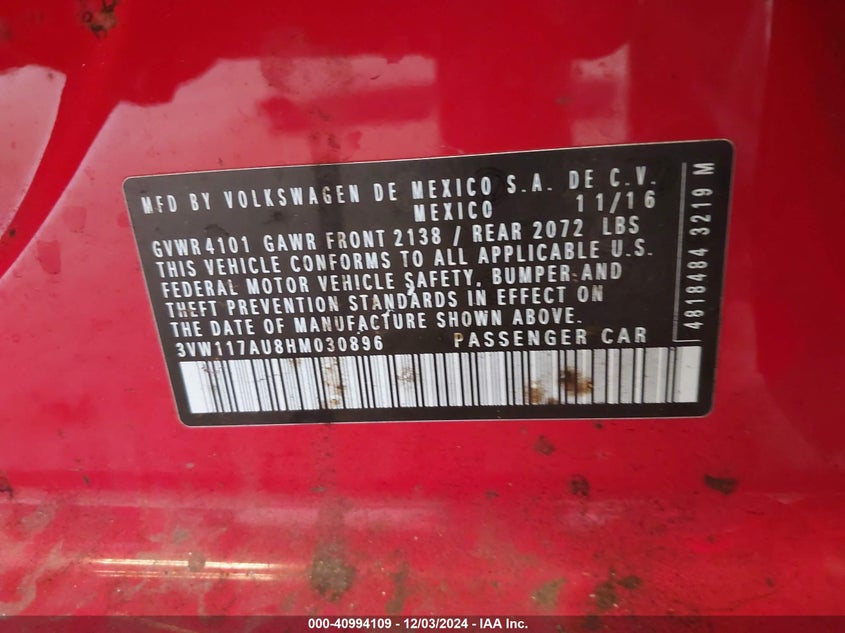 MFD BY VOLKSWAGEN DE MEXICO S.A. DE C.V.
MEXICO 11/16
GVWR 4101 GAWR FRONT 2138 / REAR 2072 LBS
THIS VEHICLE CONFORMS TO ALL APPLICABLE U.S.
FEDERAL MOTOR VEHICLE SAFETY, BUMPER AND
THEFT PREVENTION STANDARDS IN EFFECT ON
THE DATE OF MANUFACTURE SHOWN ABOVE.
3VW117AU8HM030896 PASSENGER CAR
4818484 3219 M
000-40994109 - 12/03/2024 - IAA Inc.